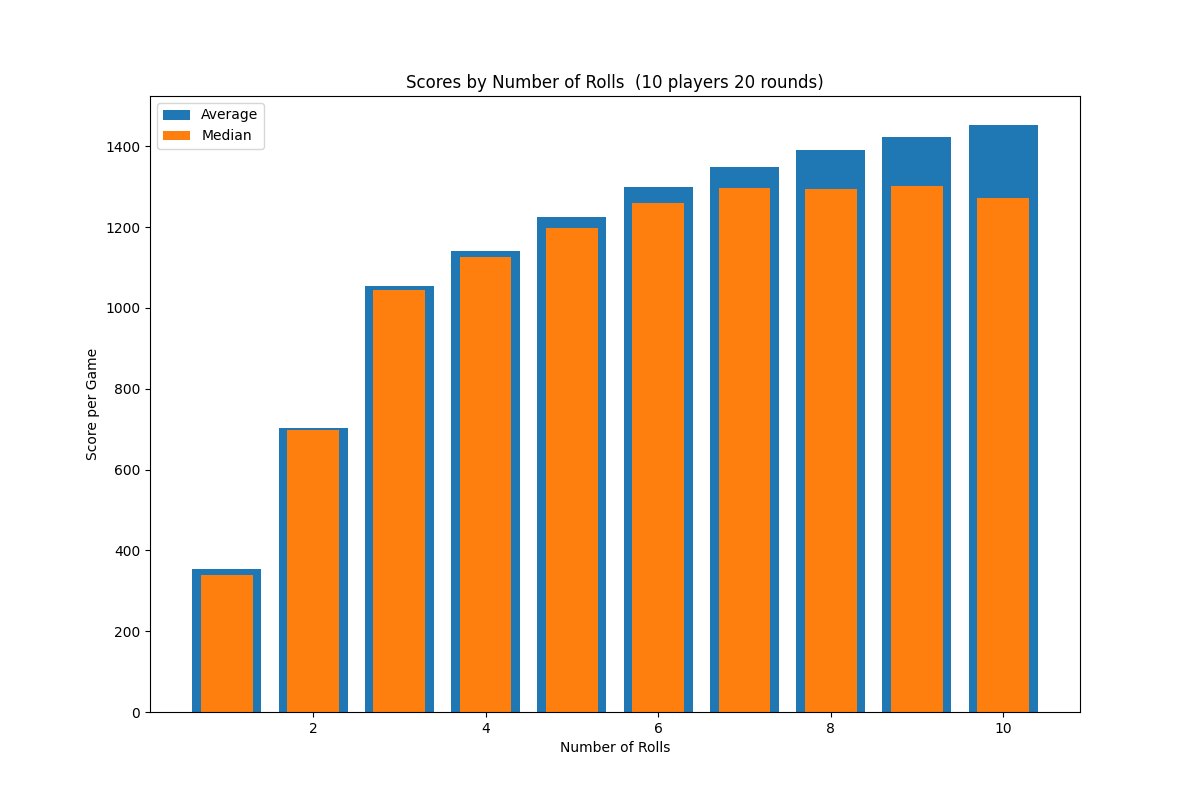 Scores by Number of Rolls  (10 players 20 rounds)
Average
Median
1400
1200
1000
800
600
400
200
0
Score per Game
2 4 6 8 10
Number of Rolls